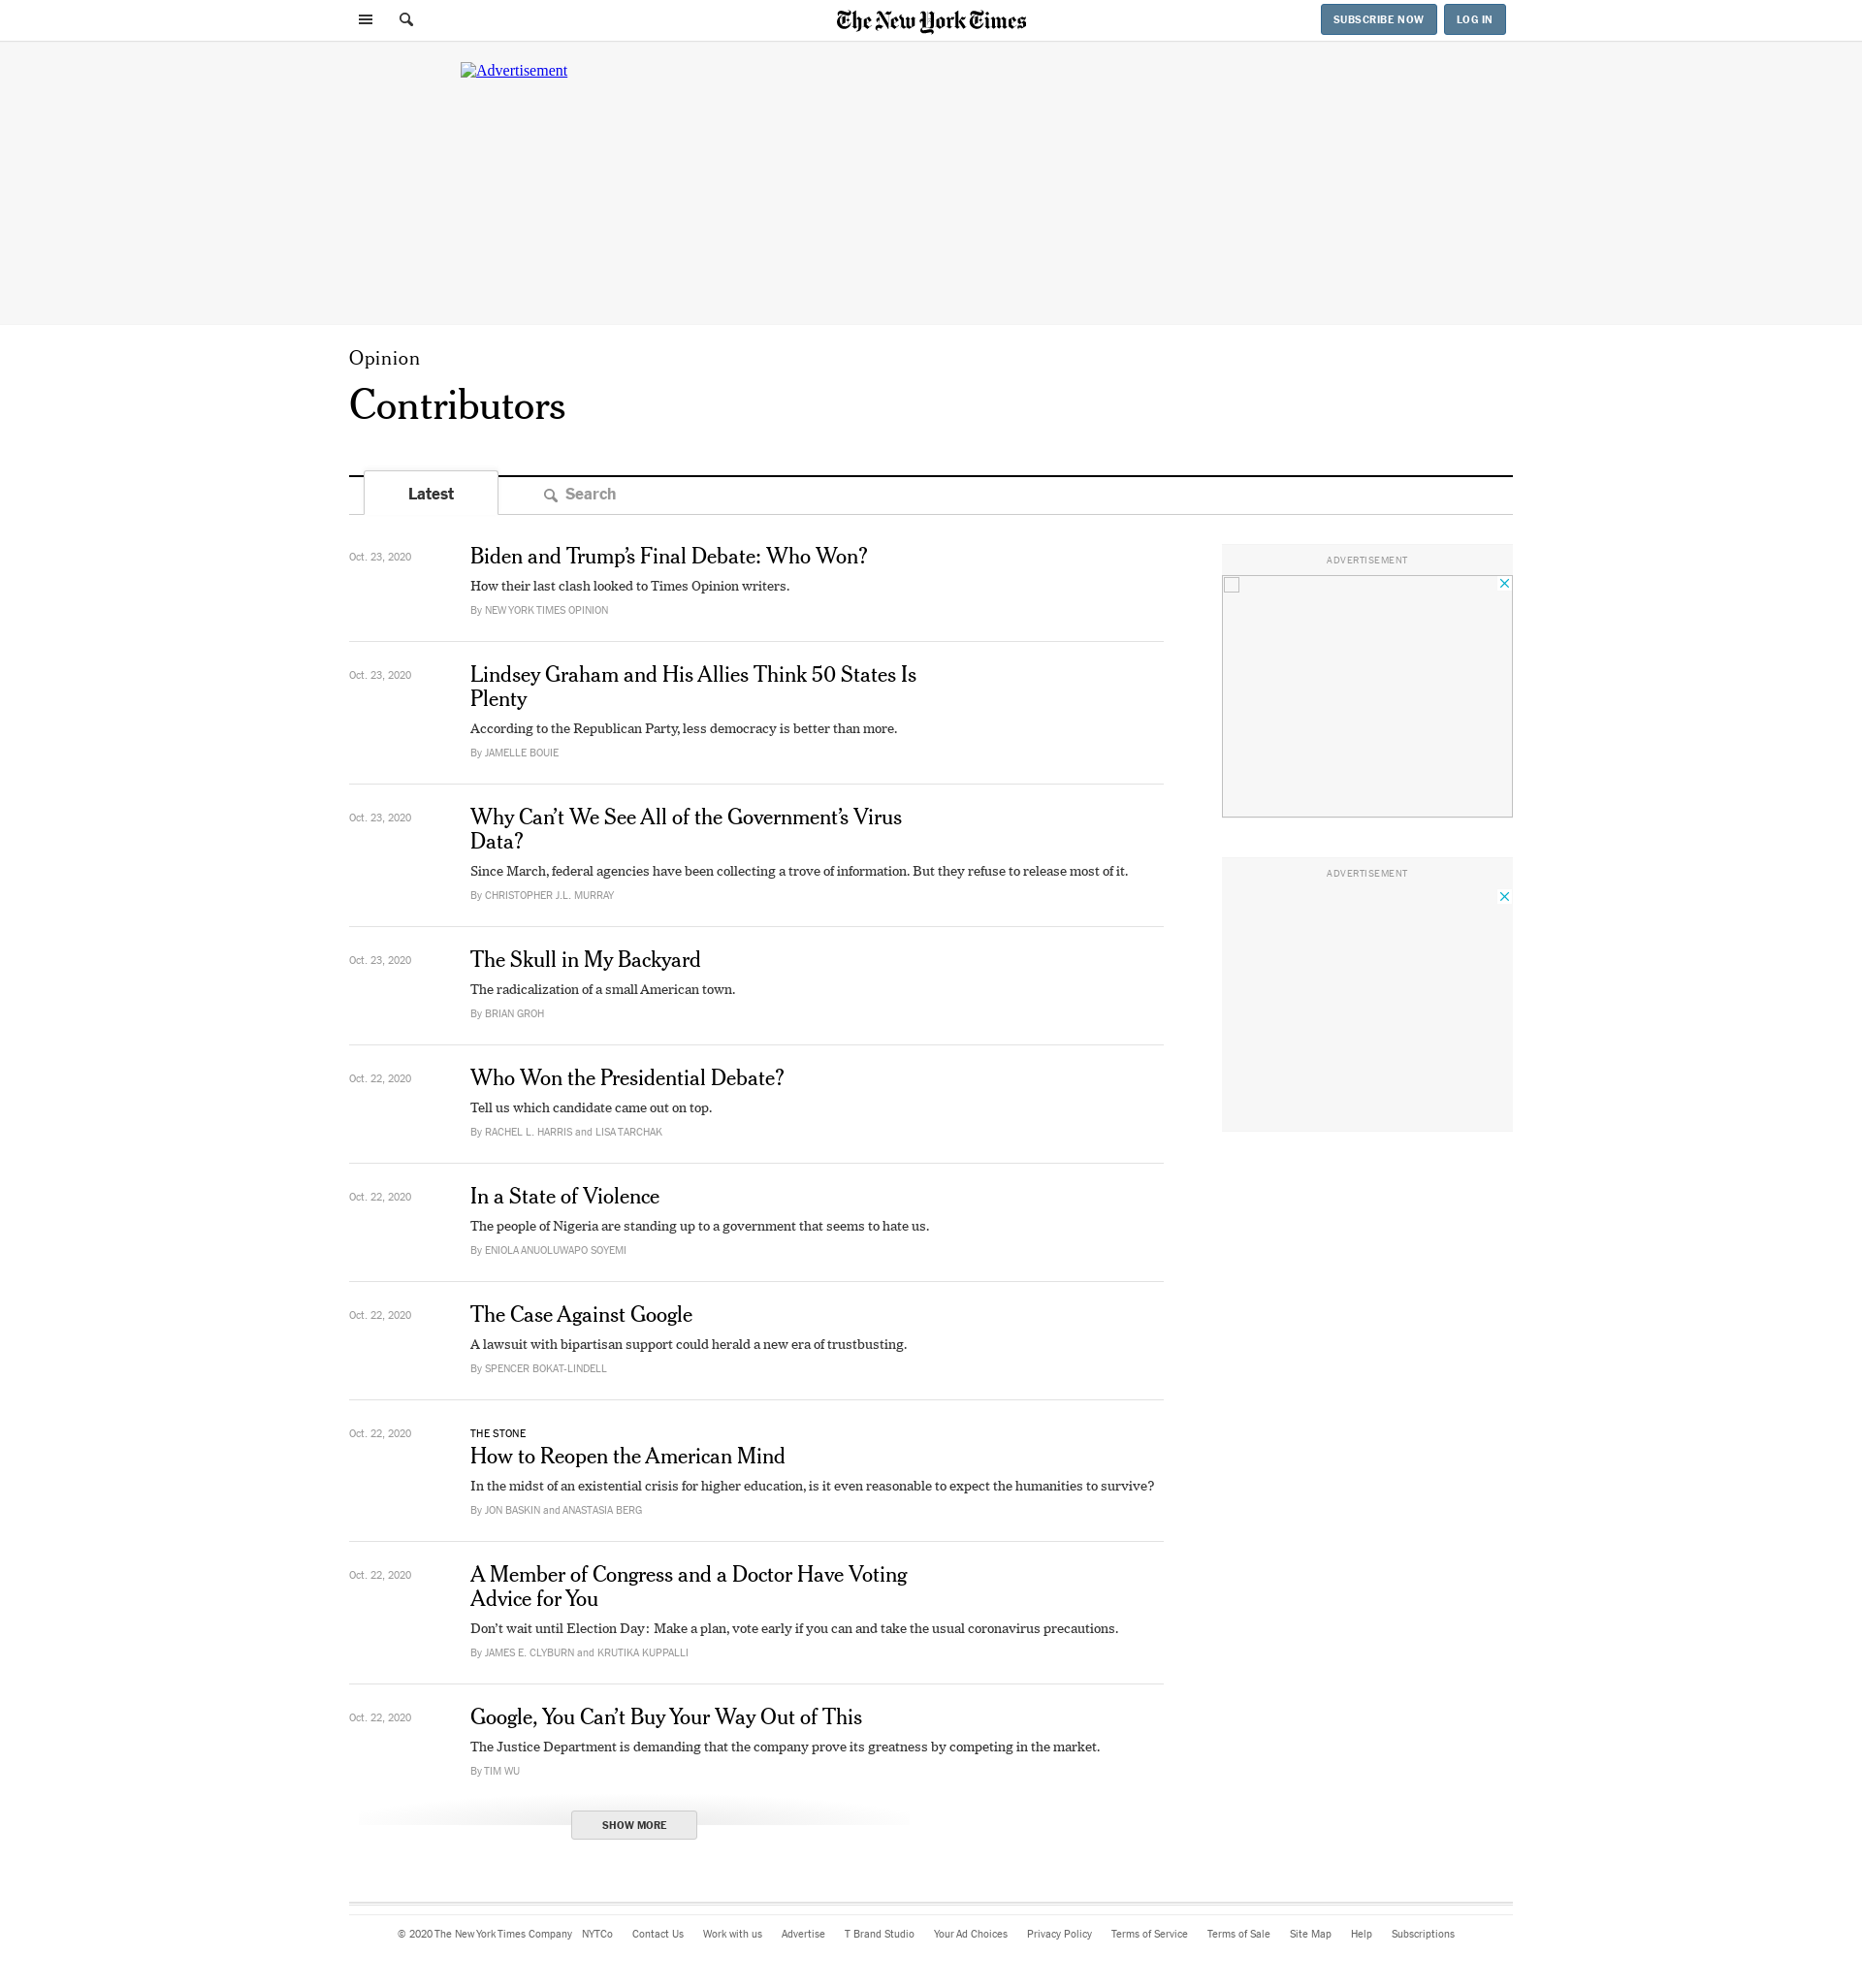 The New York Times
SUBSCRIBE NOW
LOG IN
Advertisement
Opinion
Contributors
Latest
Search
Oct. 23, 2020
Biden and Trump’s Final Debate: Who Won?
How their last clash looked to Times Opinion writers.
By NEW YORK TIMES OPINION
ADVERTISEMENT
Oct. 23, 2020
Lindsey Graham and His Allies Think 50 States Is
Plenty
According to the Republican Party, less democracy is better than more.
By JAMELLE BOUIE
Oct. 23, 2020
Why Can’t We See All of the Government’s Virus
Data?
Since March, federal agencies have been collecting a trove of information. But they refuse to release most of it.
By CHRISTOPHER J.L. MURRAY
ADVERTISEMENT
Oct. 23, 2020
The Skull in My Backyard
The radicalization of a small American town.
By BRIAN GROH
Oct. 22, 2020
Who Won the Presidential Debate?
Tell us which candidate came out on top.
By RACHEL L. HARRIS and LISA TARCHAK
Oct. 22, 2020
In a State of Violence
The people of Nigeria are standing up to a government that seems to hate us.
By ENIOLA ANUOLUWAPO SOYEMI
Oct. 22, 2020
The Case Against Google
A lawsuit with bipartisan support could herald a new era of trustbusting.
By SPENCER BOKAT-LINDELL
Oct. 22, 2020
THE STONE
How to Reopen the American Mind
In the midst of an existential crisis for higher education, is it even reasonable to expect the humanities to survive?
By JON BASKIN and ANASTASIA BERG
Oct. 22, 2020
A Member of Congress and a Doctor Have Voting
Advice for You
Don’t wait until Election Day: Make a plan, vote early if you can and take the usual coronavirus precautions.
By JAMES E. CLYBURN and KRUTIKA KUPPALLI
Oct. 22, 2020
Google, You Can’t Buy Your Way Out of This
The Justice Department is demanding that the company prove its greatness by competing in the market.
By TIM WU
SHOW MORE
© 2020 The New York Times Company NYTCo Contact Us Work with us Advertise T Brand Studio Your Ad Choices Privacy Policy Terms of Service Terms of Sale Site Map Help Subscriptions